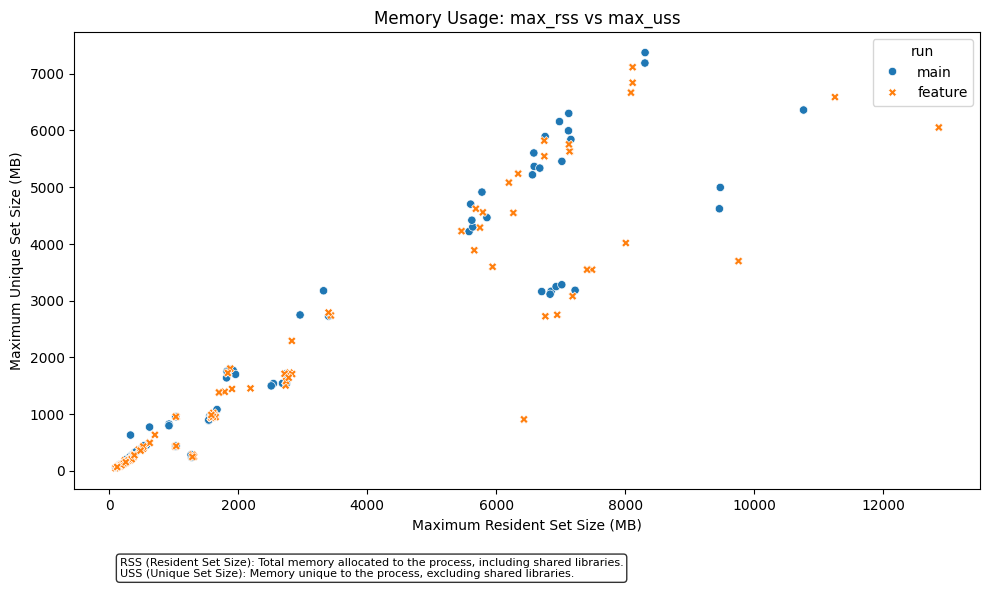 Memory Usage: max_rss vs max_uss
run
main
feature
7000
6000
5000
4000
3000
2000
1000
0
Maximum Unique Set Size (MB)
0 2000 4000 6000 8000 10000 12000
Maximum Resident Set Size (MB)
RSS (Resident Set Size): Total memory allocated to the process, including shared libraries.
USS (Unique Set Size): Memory unique to the process, excluding shared libraries.